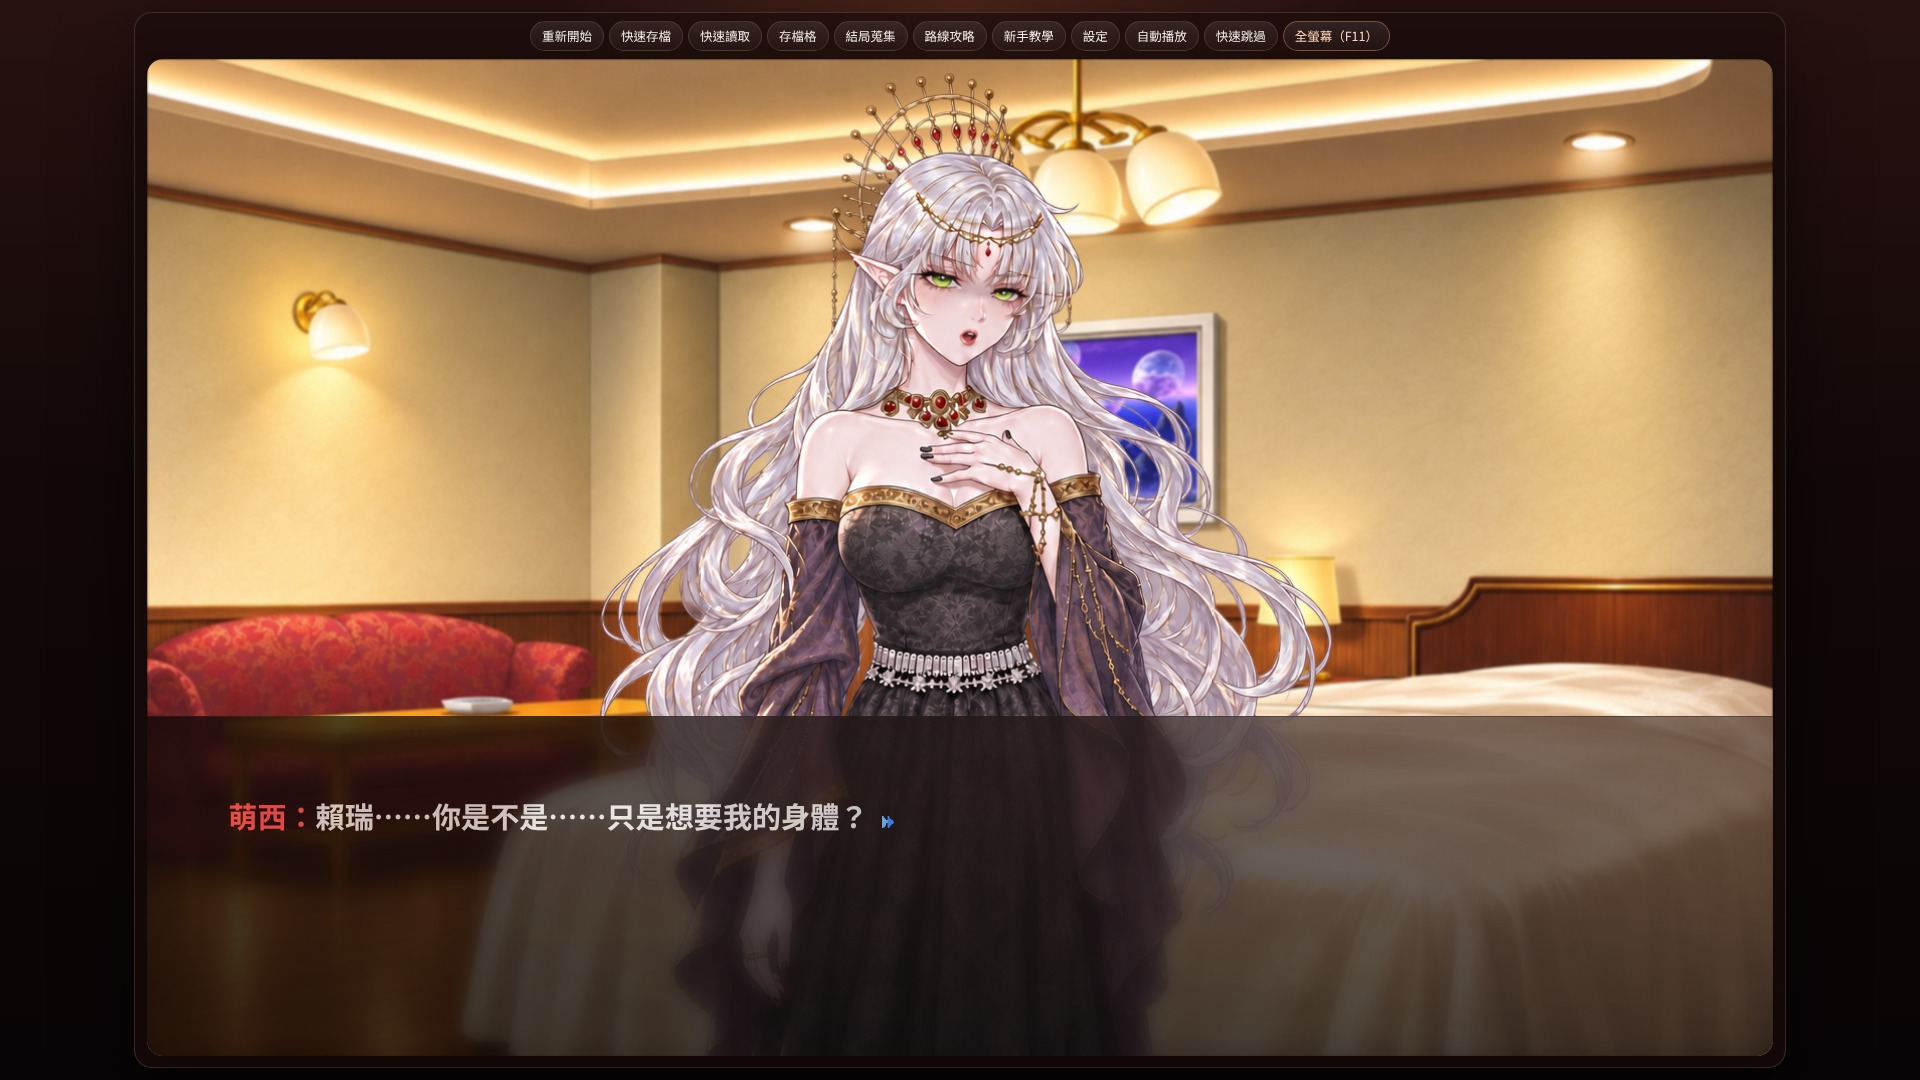 重新開始 快速存檔 快速讀取 存檔格 結局蒐集 路線攻略 新手教學 設定 自動播放 快速跳過 全螢幕（F11）
萌西：賴瑞⋯⋯你是不是⋯⋯只是想要我的身體？